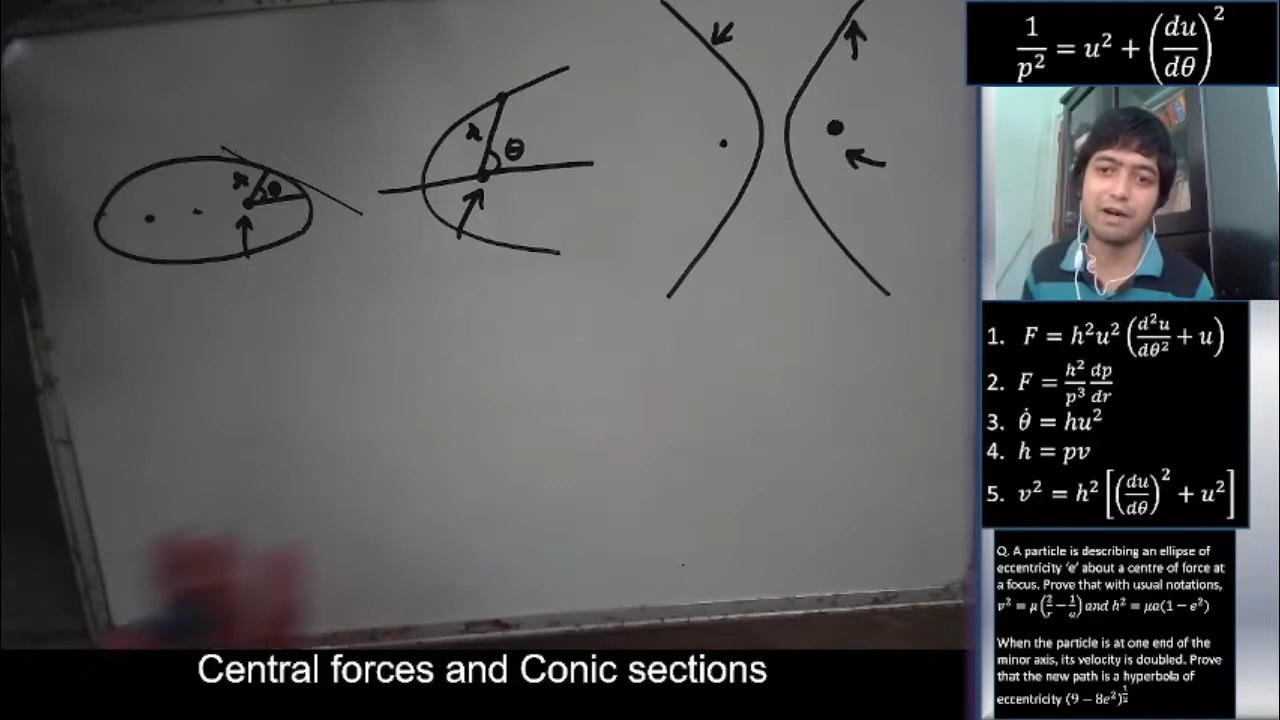 1/p² = u² + (du/dθ)²
r
θ
r
θ
1. F = h²u² (d²u/dθ² + u)
2. F = h²/p³ dp/dr
3. θ̇ = hu²
4. h = pv
5. v² = h² [(du/dθ)² + u²]
Q. A particle is describing an ellipse of
eccentricity 'e' about a centre of force at
a focus. Prove that with usual notations,
v² = μ(2/r − 1/a) and h² = μa(1 − e²)
When the particle is at one end of the
minor axis, its velocity is doubled. Prove
that the new path is a hyperbola of
eccentricity (9 − 8e²)^½
Central forces and Conic sections